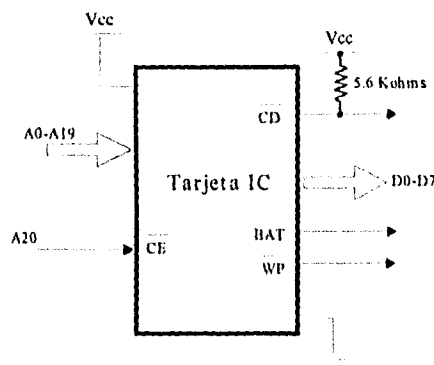 Vcc
Vcc
5.6 Kohms
CD
A0-A19
Tarjeta IC
D0-D7
A20
CE
BAT
WP